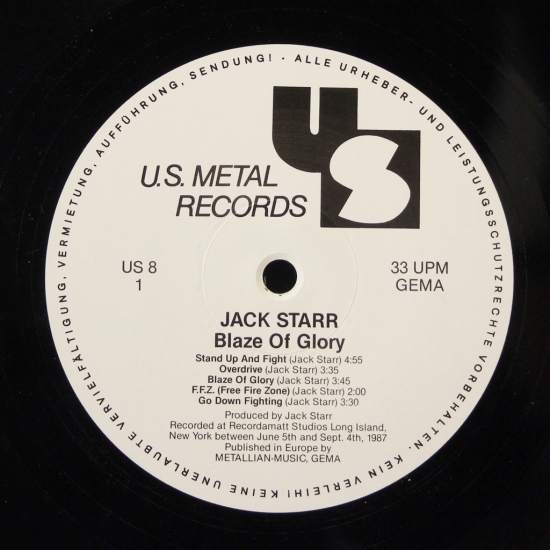 ALLE URHEBER- UND LEISTUNGSSCHUTZRECHTE VORBEHALTEN. KEIN VERLEIH! KEINE UNERLAUBTE VERVIELFÄLTIGUNG, VERMIETUNG, AUFFÜHRUNG, SENDUNG! ·
US
U.S. METAL
RECORDS
US 8
1
33 UPM
GEMA
JACK STARR
Blaze Of Glory
Stand Up And Fight (Jack Starr) 4:55
Overdrive (Jack Starr) 3:35
Blaze Of Glory (Jack Starr) 3:45
F.F.Z. (Free Fire Zone) (Jack Starr) 2:00
Go Down Fighting (Jack Starr) 3:30
Produced by Jack Starr
Recorded at Recordamatt Studios Long Island,
New York between June 5th and Sept. 4th, 1987
Published in Europe by
METALLIAN-MUSIC, GEMA